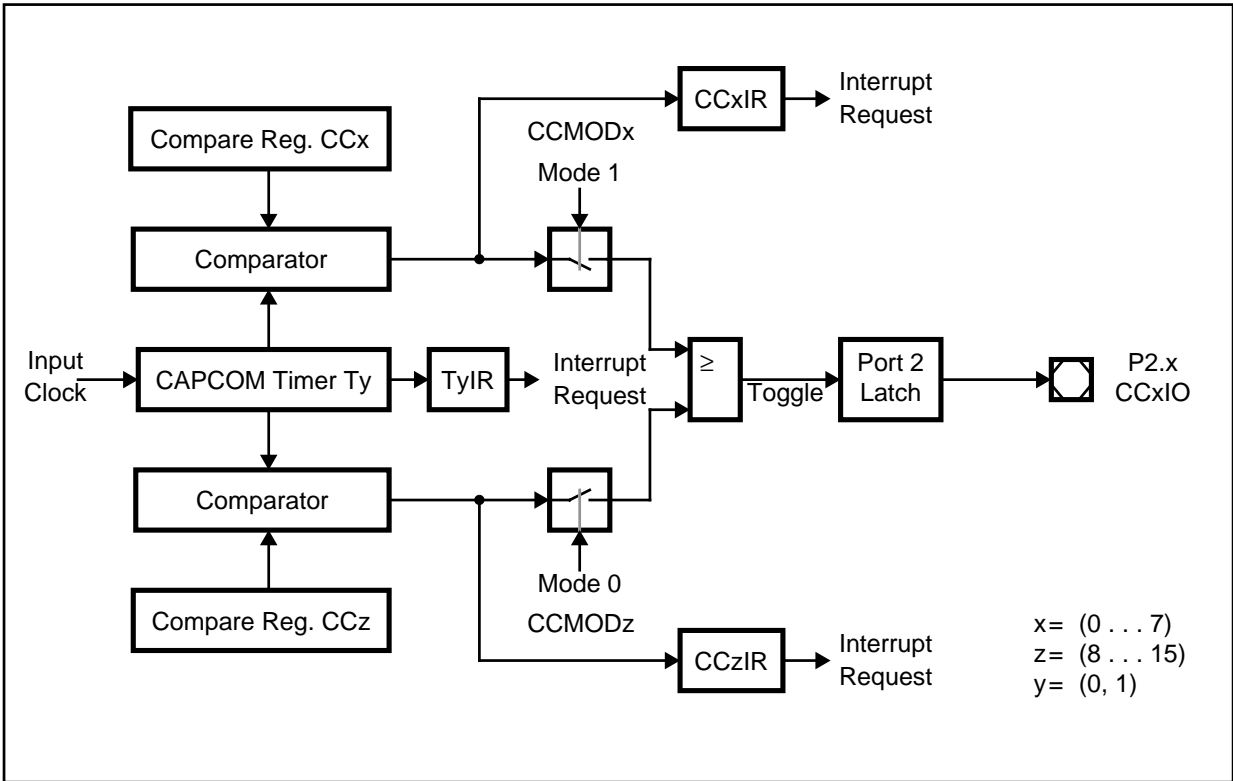 CCxIR
Interrupt
Request
Compare Reg. CCx
CCMODx
Mode 1
Comparator
Input
Clock
CAPCOM Timer Ty
TyIR
Interrupt
Request
≥
Toggle
Port 2
Latch
P2.x
CCxIO
Comparator
Mode 0
CCMODz
Compare Reg. CCz
CCzIR
Interrupt
Request
x= (0 . . . 7)
z= (8 . . . 15)
y= (0, 1)